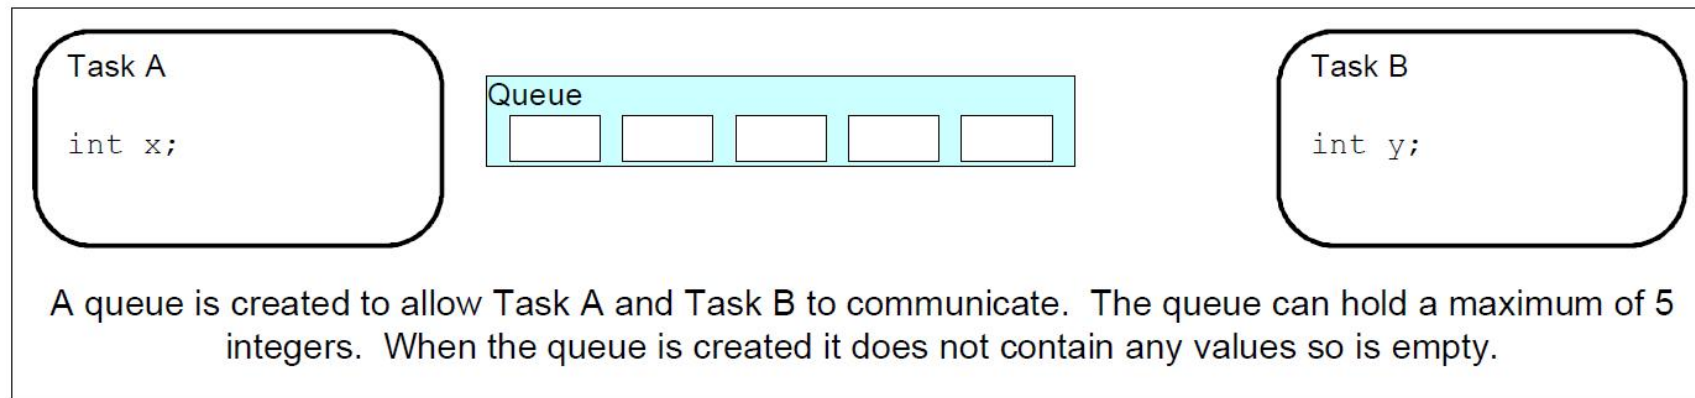 Task A
int x;
Queue
Task B
int y;
A queue is created to allow Task A and Task B to communicate.  The queue can hold a maximum of 5
integers.  When the queue is created it does not contain any values so is empty.